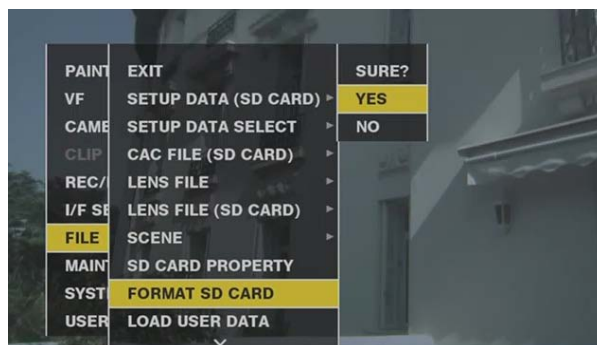 PAINT
VF
CAME
CLIP
REC/
I/F SE
FILE
MAIN
SYST
USER
EXIT
SETUP DATA (SD CARD)
SETUP DATA SELECT
CAC FILE (SD CARD)
LENS FILE
LENS FILE (SD CARD)
SCENE
SD CARD PROPERTY
FORMAT SD CARD
LOAD USER DATA
SURE?
YES
NO